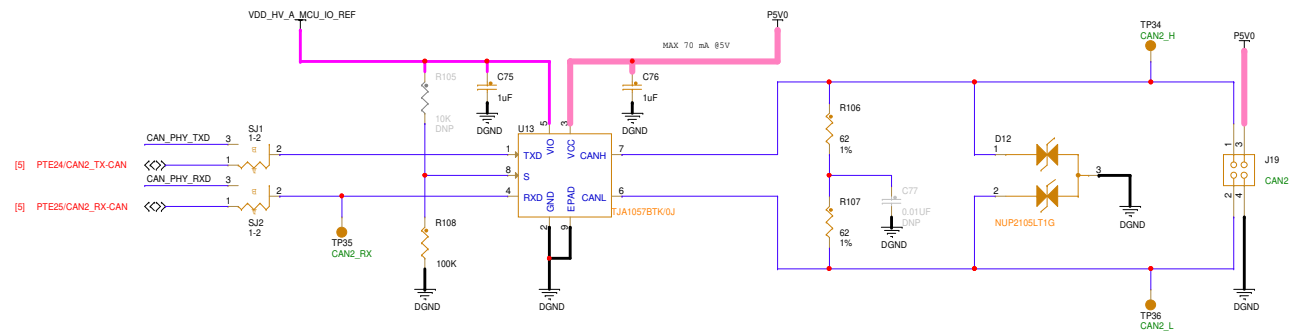 VDD_HV_A_MCU_IO_REF
P5V0
MAX 70 mA @5V
TP34
CAN2_H
P5V0
R105
10K
DNP
C75
1uF
DGND
C76
1uF
DGND
CAN_PHY_TXD
3
SJ1
1-2
2
[5] PTE24/CAN2_TX-CAN
1
CAN_PHY_RXD
3
2
[5] PTE25/CAN2_RX-CAN
1
SJ2
1-2
U13
5
3
VIO
VCC
1
TXD
CANH
7
8
S
4
RXD
CANL
6
GND
EPAD
2
9
TJA1057BTK/0J
DGND
TP35
CAN2_RX
R108
100K
DGND
R106
62
1%
R107
62
1%
C77
0.01UF
DNP
DGND
D12
1
2
3
NUP2105LT1G
DGND
1
3
J19
CAN2
2
4
DGND
TP36
CAN2_L